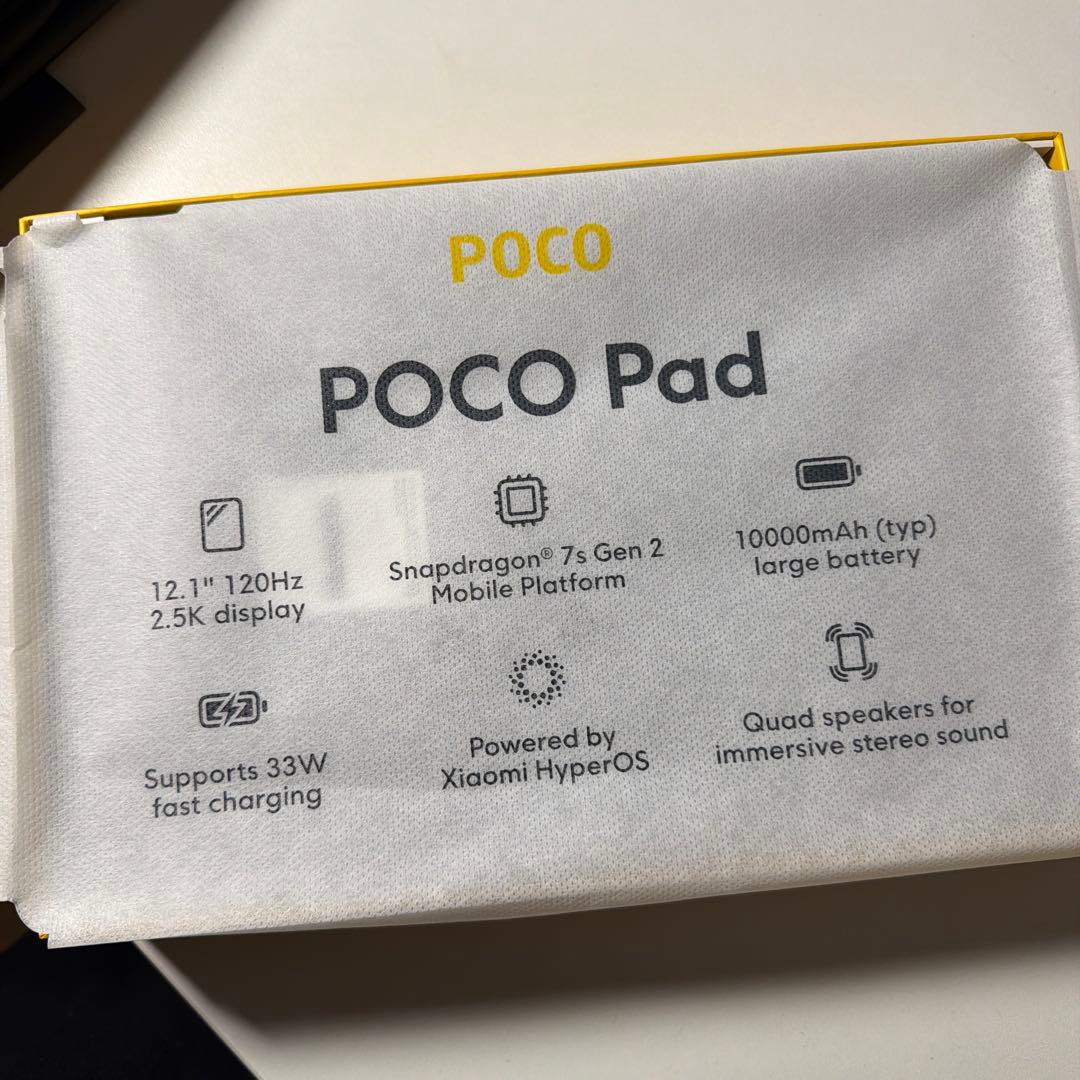 POCO
POCO Pad
12.1" 120Hz
2.5K display
Snapdragon® 7s Gen 2
Mobile Platform
10000mAh (typ)
large battery
Supports 33W
fast charging
Powered by
Xiaomi HyperOS
Quad speakers for
immersive stereo sound